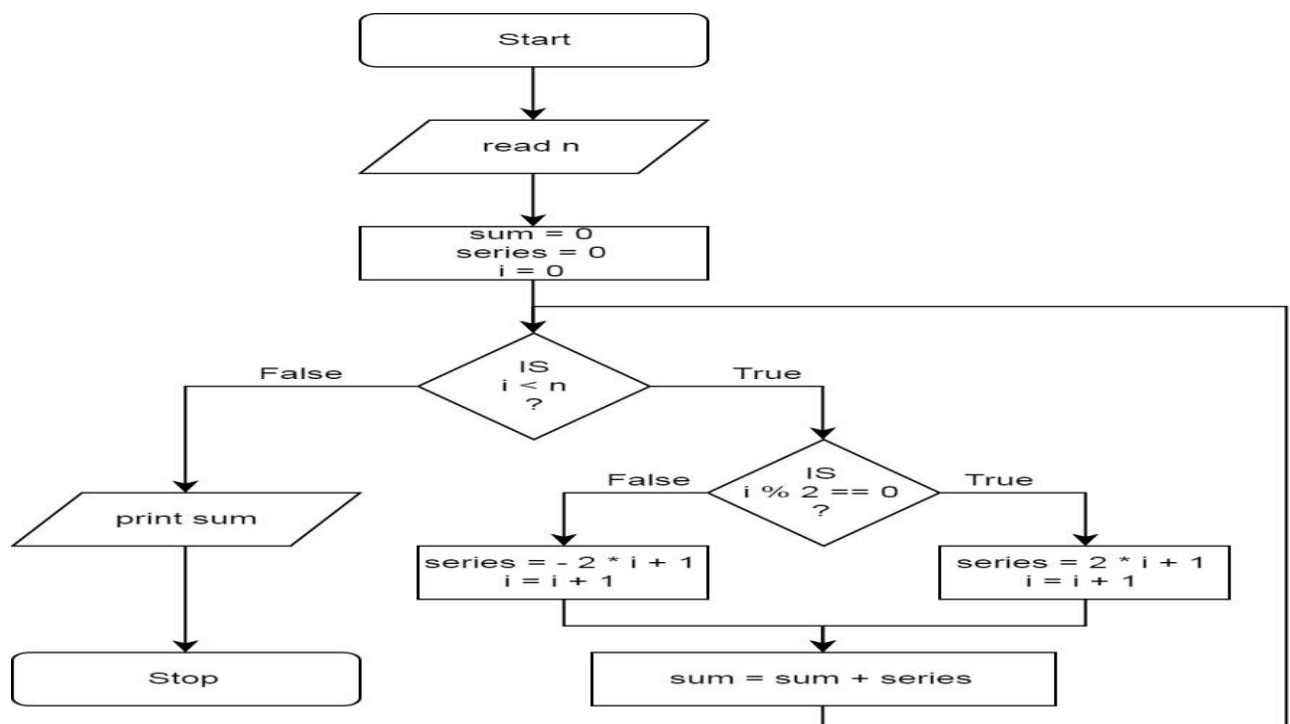 Start
read n
sum = 0
series = 0
i = 0
IS
i < n
?
False
True
IS
i % 2 == 0
?
False
True
print sum
series = - 2 * i + 1
i = i + 1
series = 2 * i + 1
i = i + 1
Stop
sum = sum + series